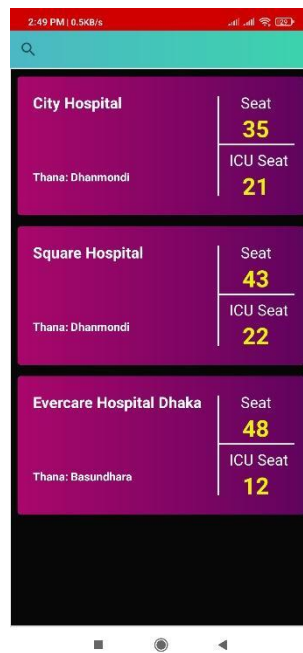 2:49 PM | 0.5KB/s
City Hospital
Seat
35
ICU Seat
21
Thana: Dhanmondi
Square Hospital
Seat
43
ICU Seat
22
Thana: Dhanmondi
Evercare Hospital Dhaka
Seat
48
ICU Seat
12
Thana: Basundhara